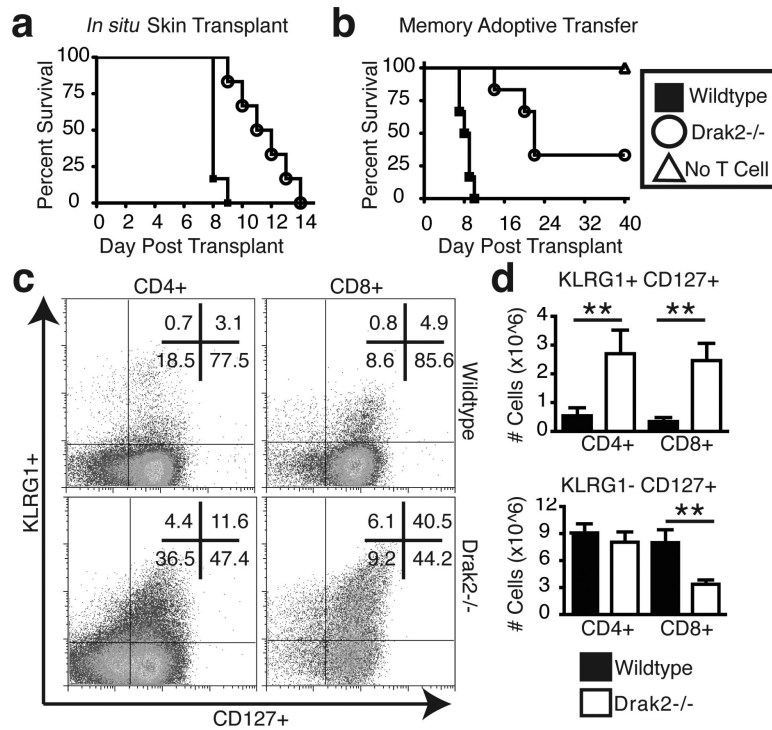 a
In situ Skin Transplant
Percent Survival
100
75
50
25
0
0 2 4 6 8 10 12 14
Day Post Transplant
b
Memory Adoptive Transfer
Percent Survival
100
75
50
25
0
0 8 16 24 32 40
Day Post Transplant
Wildtype
Drak2-/-
No T Cell
c
CD4+ CD8+
0.7 3.1
18.5 77.5
0.8 4.9
8.6 85.6
Wildtype
4.4 11.6
36.5 47.4
6.1 40.5
9.2 44.2
Drak2-/-
KLRG1+
CD127+
d
KLRG1+ CD127+
# Cells (x10^6)
4
3
2
1
0
** **
CD4+ CD8+
KLRG1- CD127+
# Cells (x10^6)
12
9
6
3
0
**
CD4+ CD8+
Wildtype
Drak2-/-